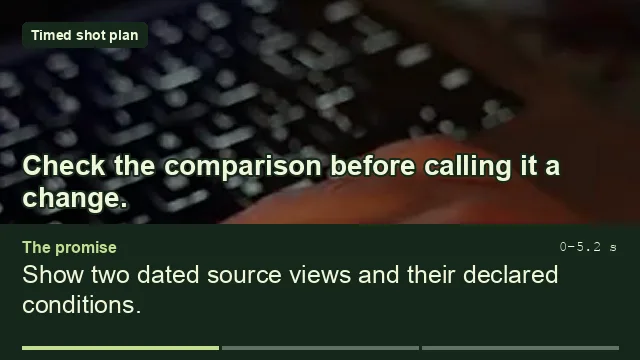 Timed shot plan
Check the comparison before calling it a
change.
The promise
0–5.2 s
Show two dated source views and their declared
conditions.